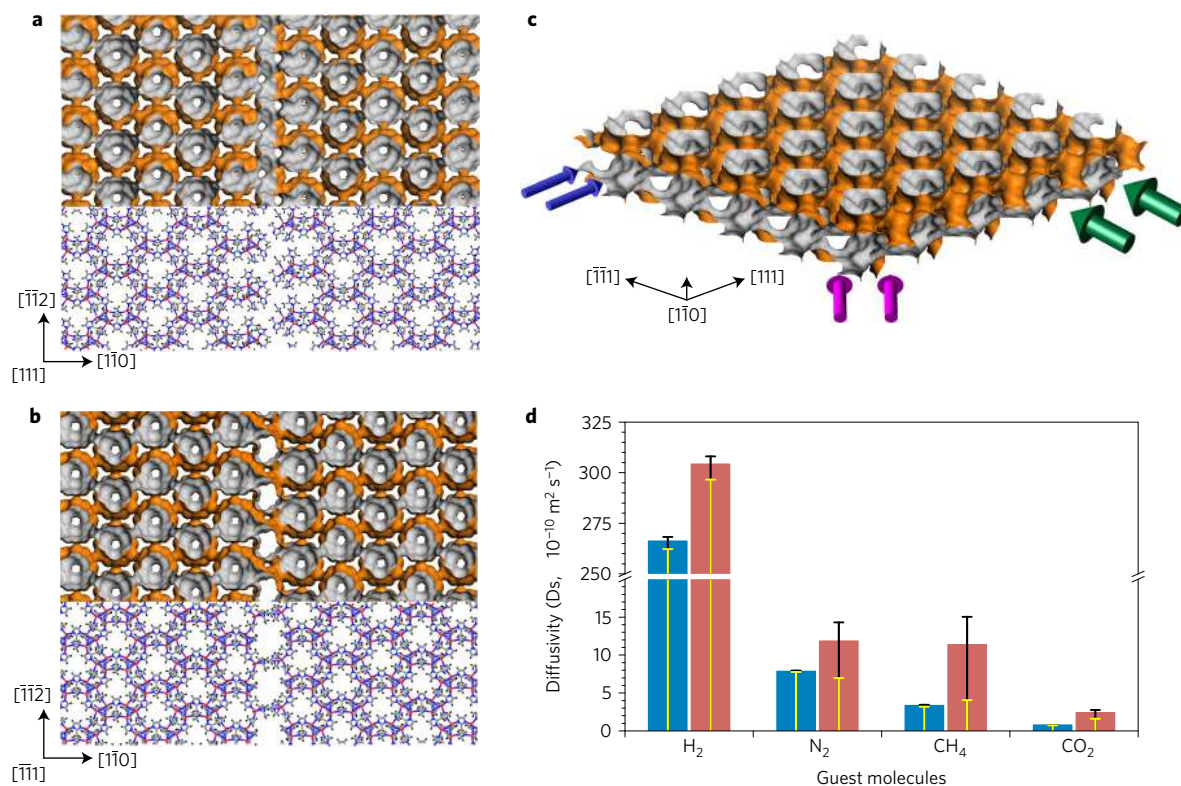 a
[1̄1̄2]
[111]
[11̄0]
b
[1̄1̄2̄]
[1̄1̄1]
[11̄0]
c
[1̄1̄1]
[111]
[11̄0]
d
Diffusivity (Ds, 10⁻¹⁰ m² s⁻¹)
325
300
275
250
15
10
5
0
H₂ N₂ CH₄ CO₂
Guest molecules